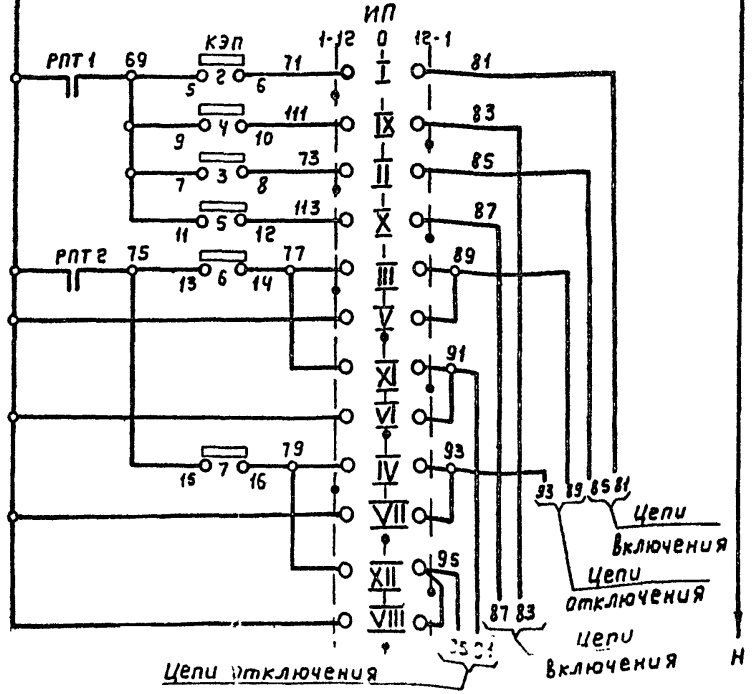 ИП
КЭП 1-12 0 12-1
РПТ 1 69 5 2 6 71 I 81
9 4 10 111 IX 83
7 3 8 73 II 85
11 5 12 113 X 87
РПТ 2 75 13 6 14 77 III 89
V
XI 91
VI
15 7 16 79 IV 93
VII
XII 95
VIII
93 89 85 81
Цепи
включения
Цепи
отключения
87 83
Цепи
включения
Н
Цепи отключения